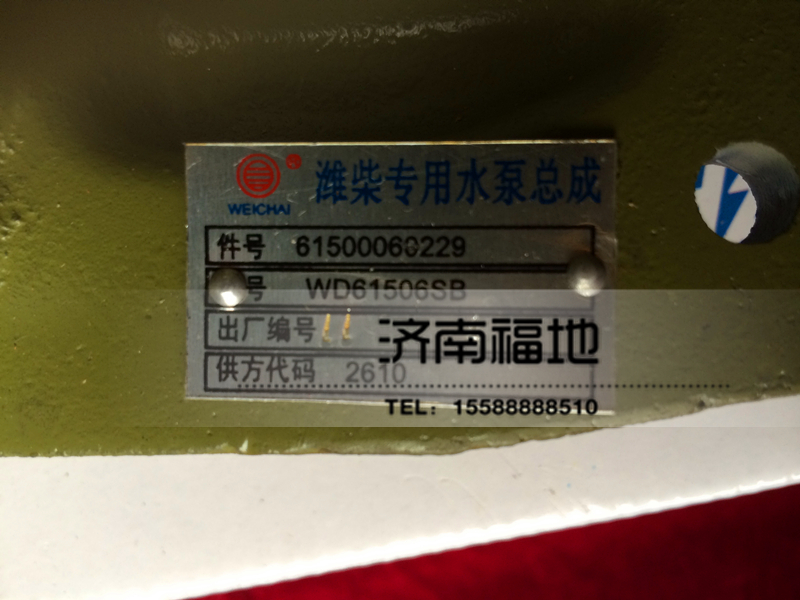 WEICHAI
潍柴专用水泵总成
件号 61500060229
号 WD61506SB
出厂编号
济南福地
供方代码 2610
TEL: 15588888510